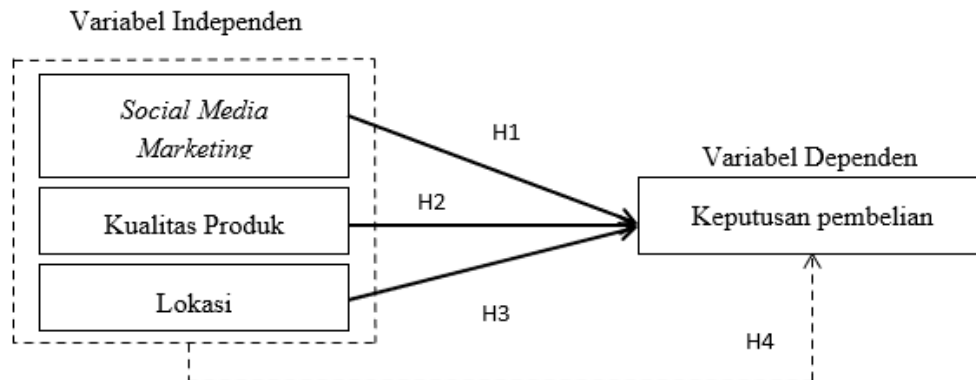 Variabel Independen
Social Media
Marketing
Kualitas Produk
Lokasi
H1
H2
H3
Variabel Dependen
Keputusan pembelian
H4